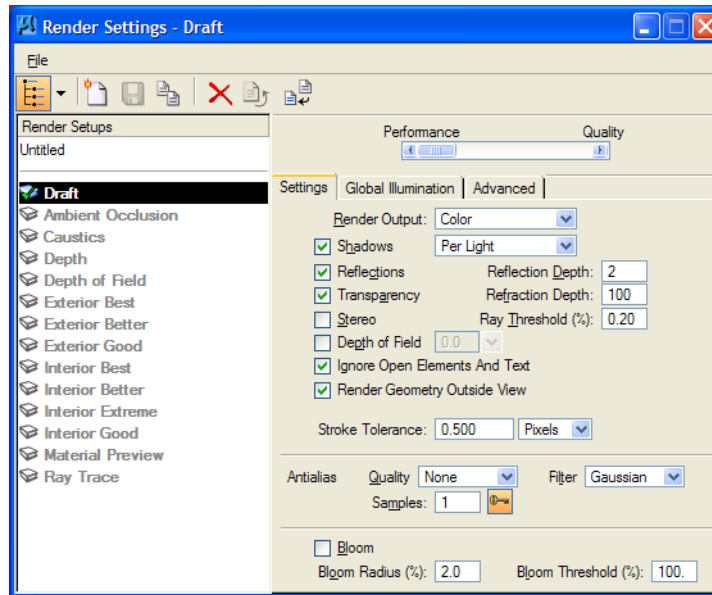 Render Settings - Draft
File
Render Setups
Untitled
Draft
Ambient Occlusion
Caustics
Depth
Depth of Field
Exterior Best
Exterior Better
Exterior Good
Interior Best
Interior Better
Interior Extreme
Interior Good
Material Preview
Ray Trace
Performance Quality
Settings Global Illumination Advanced
Render Output: Color
Shadows Per Light
Reflections Reflection Depth: 2
Transparency Refraction Depth: 100
Stereo Ray Threshold (%): 0.20
Depth of Field 0.0
Ignore Open Elements And Text
Render Geometry Outside View
Stroke Tolerance: 0.500 Pixels
Antialias Quality None Filter Gaussian
Samples: 1
Bloom
Bloom Radius (%): 2.0 Bloom Threshold (%): 100.